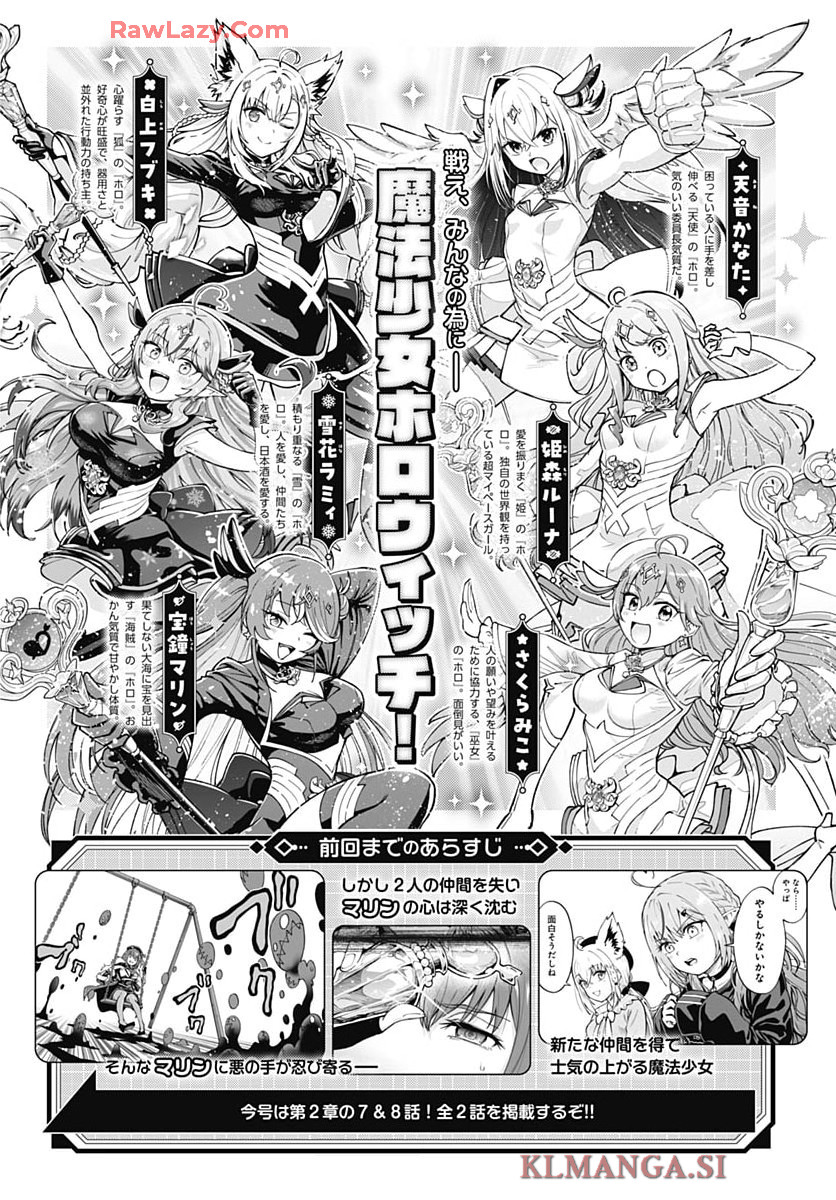 RawLazy.Com
戦え、みんなの為に――
魔法少女ホロウィッチ！
天音かなた
困っている人に手を差し
伸べる『天使』の『ホロ』。
気のいい委員長気質だ。
白上フブキ
心躍らす『狐』の『ホロ』。
好奇心が旺盛で、器用さと
並外れた行動力の持ち主。
姫森ルーナ
愛を振りまく『姫』の『ホ
ロ』。独自の世界観を持っ
ている超マイペースガール。
雪花ラミィ
積もり重なる『雪』の『ホ
ロ』。人を愛し、仲間たち
を愛し、日本酒を愛する。
さくらみこ
人の願いや望みを叶える
ために協力する、『巫女』
の『ホロ』。面倒見がいい。
宝鐘マリン
果てしない大海に宝を見出
す『海賊』の『ホロ』。お
かん気質で甘やかし体質
前回までのあらすじ
なら……
やっぱ
やるしかないかな
面白そうだしね
新たな仲間を得て
士気の上がる魔法少女
しかし２人の仲間を失い
マリンの心は深く沈む
ぞくぞく
ぞく
そんなマリンに悪の手が忍び寄る――
今号は第２章の７＆８話！全２話を掲載するぞ!!
KLMANGA.SI